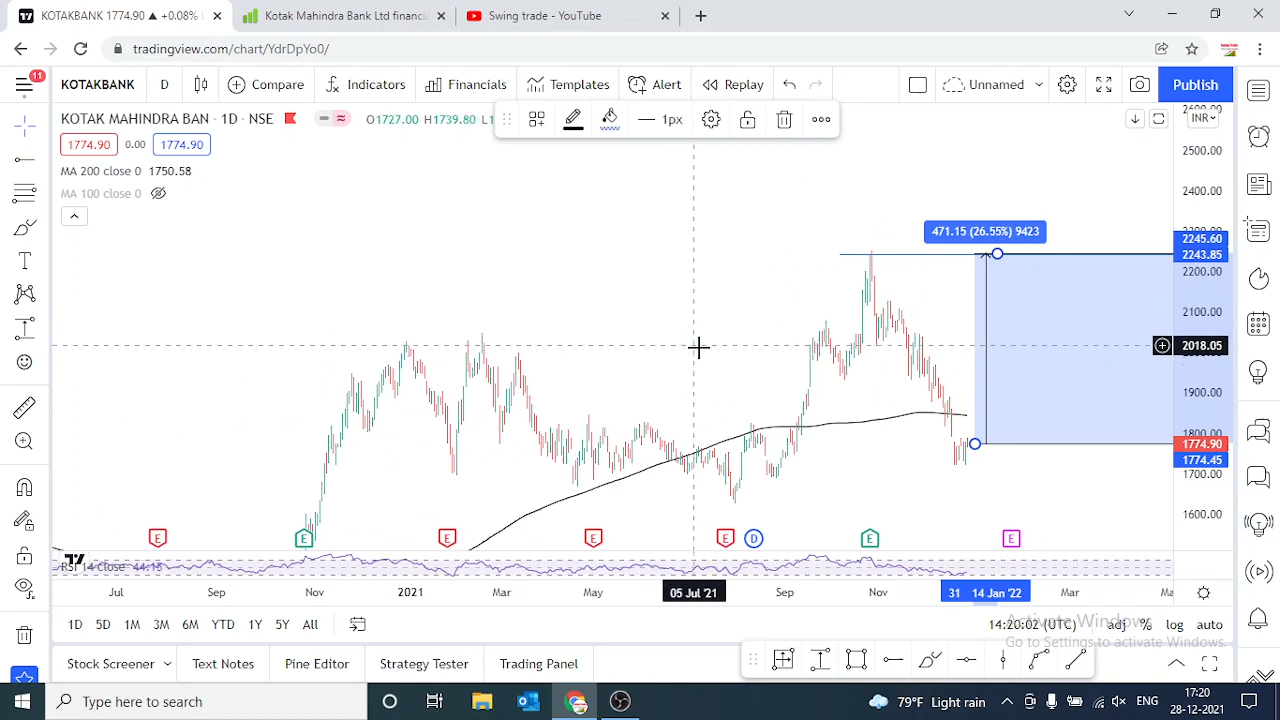 KOTAKBANK 1774.90 ▲ +0.08%
Kotak Mahindra Bank Ltd financi
Swing trade - YouTube
tradingview.com/chart/YdrDpYo0/
11
KOTAKBANK
D
Compare
Indicators
Financials
Templates
Alert
Replay
Unnamed
Publish
KOTAK MAHINDRA BAN · 1D · NSE
O1727.00 H1739.80 L1
1px
INR
1774.90
0.00
1774.90
MA 200 close 0 1750.58
MA 100 close 0
471.15 (26.55%) 9423
2500.00
2400.00
2245.60
2243.85
2200.00
2100.00
2018.05
1900.00
1800.00
1774.90
1774.45
1700.00
1600.00
E
E
E
E
E
D
E
E
RSI 14 close 44.15
Jul
Sep
Nov
2021
Mar
May
05 Jul '21
Sep
Nov
31
14 Jan '22
Mar
1D
5D
1M
3M
6M
YTD
1Y
5Y
All
14:20:02 (UTC)
adj
%
log
auto
Activate Windows
Go to Settings to activate Windows.
Stock Screener
Text Notes
Pine Editor
Strategy Tester
Trading Panel
Type here to search
79°F Light rain
ENG
17:20
28-12-2021